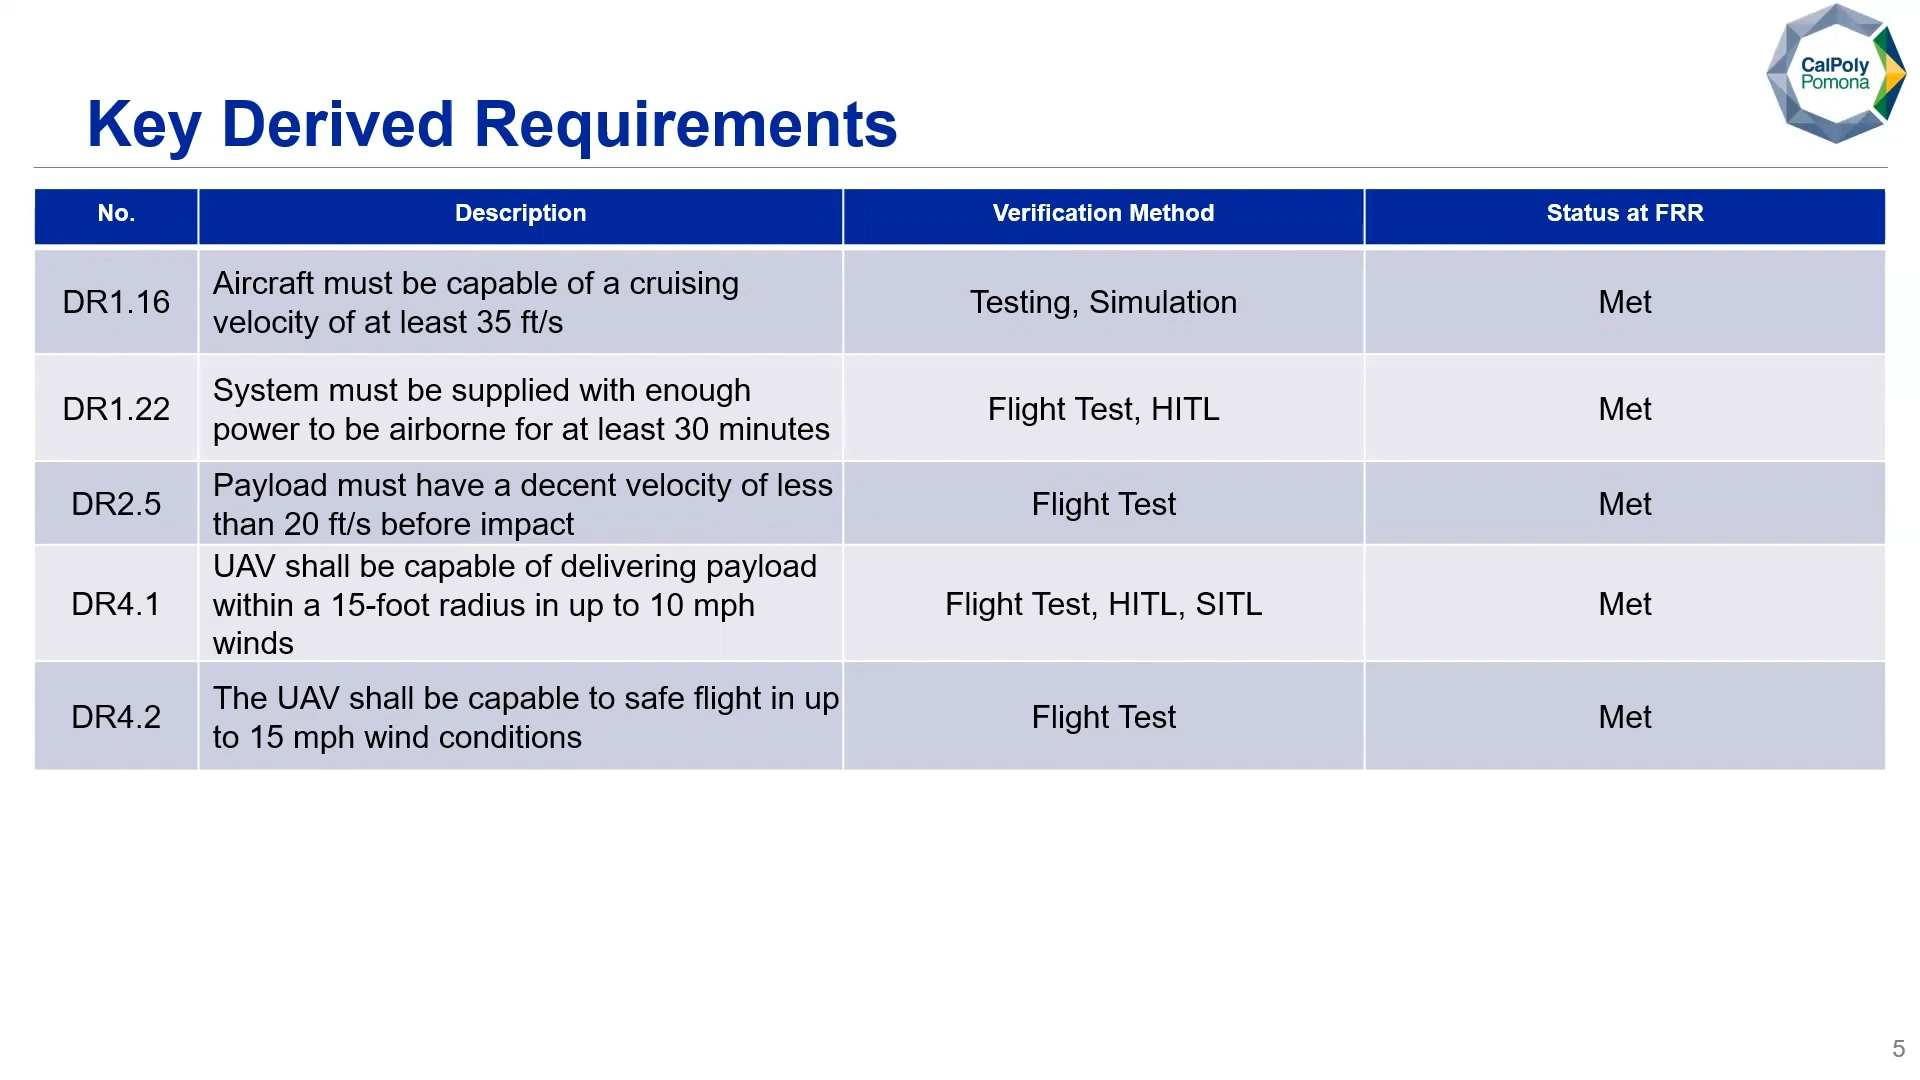 CalPoly
Pomona
Key Derived Requirements
No.
Description
Verification Method
Status at FRR
DR1.16
Aircraft must be capable of a cruising
velocity of at least 35 ft/s
Testing, Simulation
Met
DR1.22
System must be supplied with enough
power to be airborne for at least 30 minutes
Flight Test, HITL
Met
DR2.5
Payload must have a decent velocity of less
than 20 ft/s before impact
Flight Test
Met
DR4.1
UAV shall be capable of delivering payload
within a 15-foot radius in up to 10 mph
winds
Flight Test, HITL, SITL
Met
DR4.2
The UAV shall be capable to safe flight in up
to 15 mph wind conditions
Flight Test
Met
5